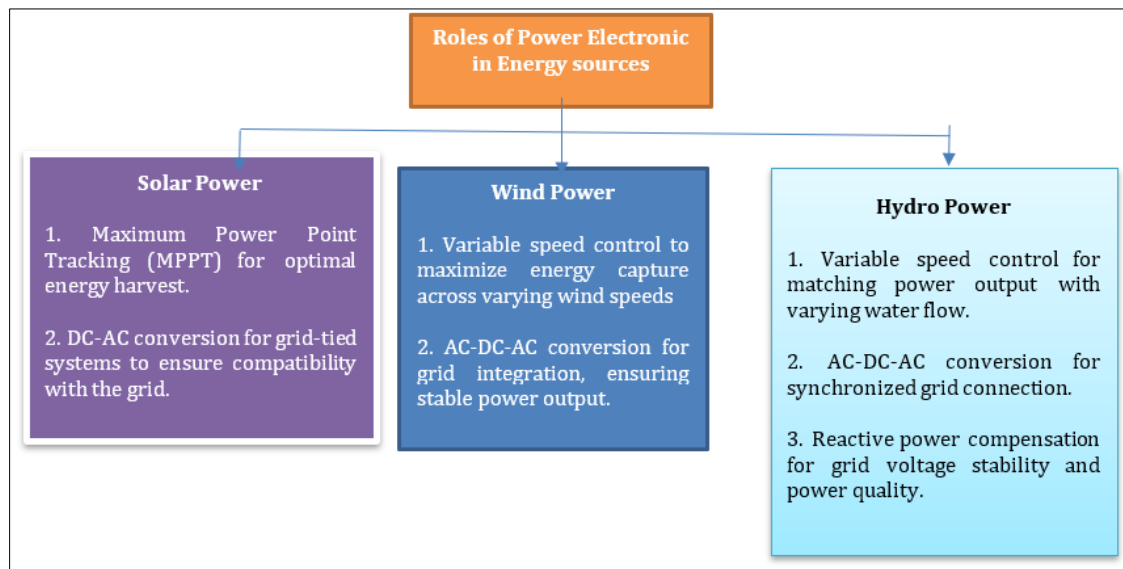 Roles of Power Electronic
in Energy sources
Solar Power
1. Maximum Power Point
Tracking (MPPT) for optimal
energy harvest.
2. DC-AC conversion for grid-tied
systems to ensure compatibility
with the grid.
Wind Power
1. Variable speed control to
maximize energy capture
across varying wind speeds
2. AC-DC-AC conversion for
grid integration, ensuring
stable power output.
Hydro Power
1. Variable speed control for
matching power output with
varying water flow.
2. AC-DC-AC conversion for
synchronized grid connection.
3. Reactive power compensation
for grid voltage stability and
power quality.